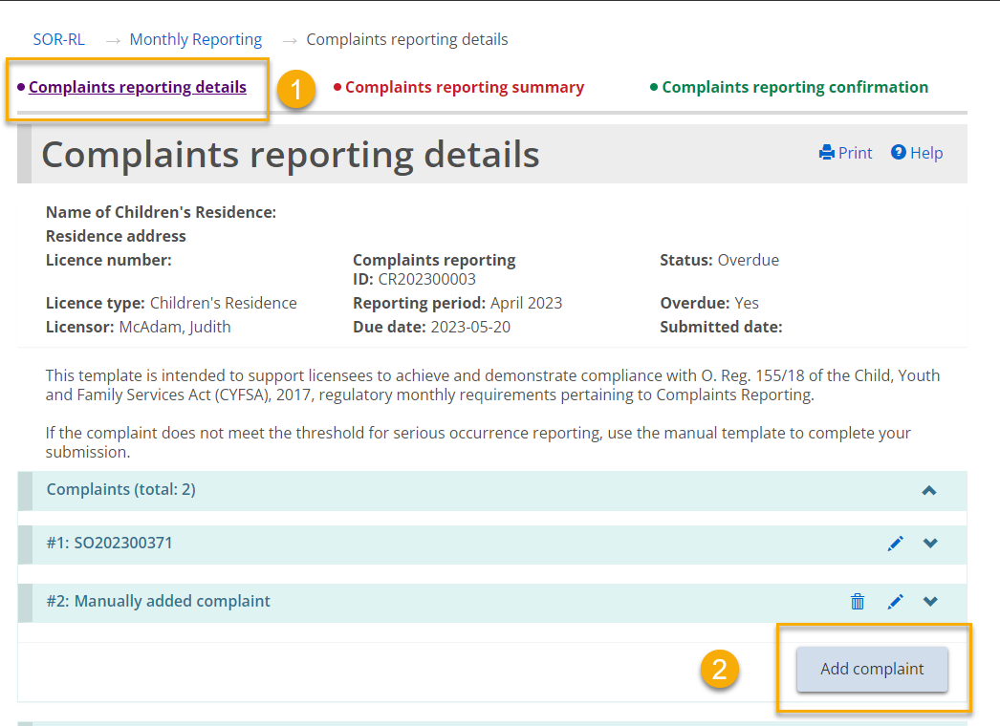 SOR-RL → Monthly Reporting → Complaints reporting details
• Complaints reporting details 1 • Complaints reporting summary • Complaints reporting confirmation
Complaints reporting details Print Help
Name of Children's Residence:
Residence address
Licence number: Complaints reporting Status: Overdue
ID: CR202300003
Licence type: Children's Residence Reporting period: April 2023 Overdue: Yes
Licensor: McAdam, Judith Due date: 2023-05-20 Submitted date:
This template is intended to support licensees to achieve and demonstrate compliance with O. Reg. 155/18 of the Child, Youth
and Family Services Act (CYFSA), 2017, regulatory monthly requirements pertaining to Complaints Reporting.
If the complaint does not meet the threshold for serious occurrence reporting, use the manual template to complete your
submission.
Complaints (total: 2)
#1: SO202300371
#2: Manually added complaint
2 Add complaint